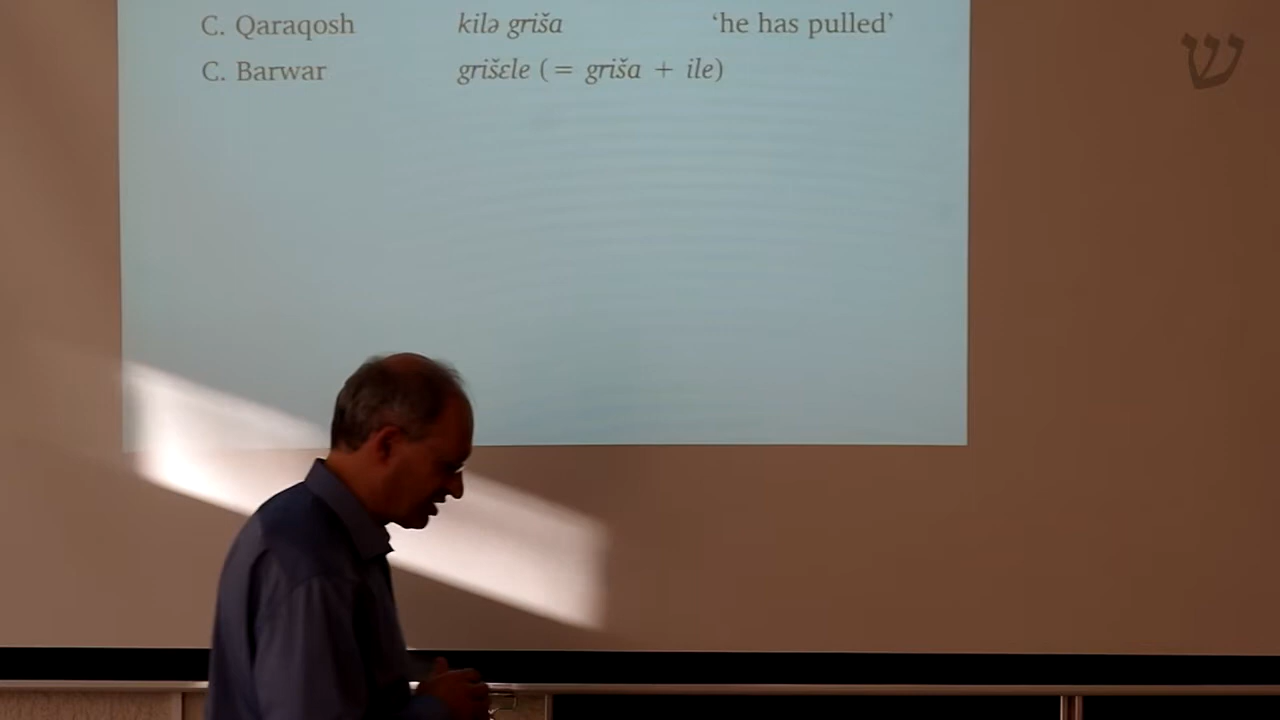 C. Qaraqosh kilə griša ‘he has pulled’
C. Barwar grišɛle (= griša + ile)
ש